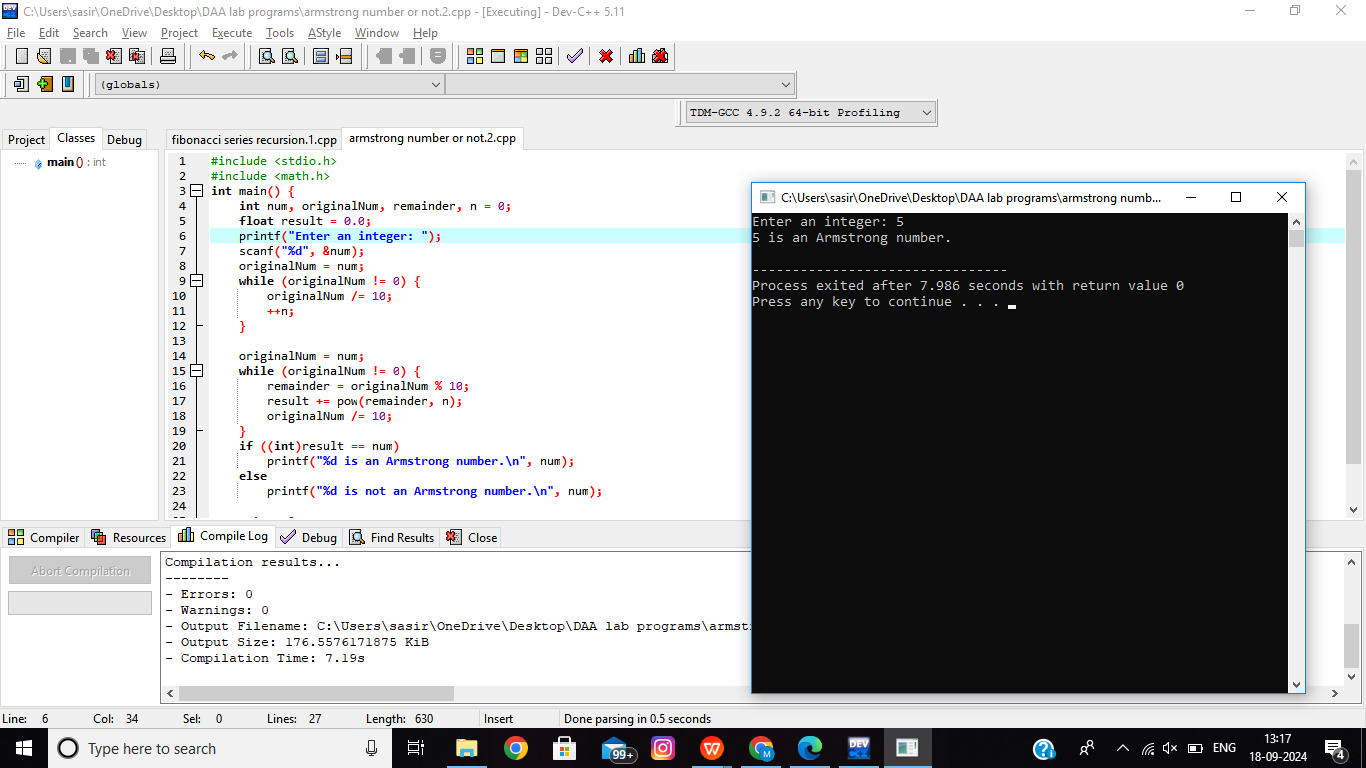 C:\Users\sasir\OneDrive\Desktop\DAA lab programs\armstrong number or not.2.cpp - [Executing] - Dev-C++ 5.11
File Edit Search View Project Execute Tools AStyle Window Help
(globals)
TDM-GCC 4.9.2 64-bit Profiling
Project Classes Debug
fibonacci series recursion.1.cpp armstrong number or not.2.cpp
main () : int
1 #include <stdio.h>
2 #include <math.h>
3 int main() {
4 int num, originalNum, remainder, n = 0;
5 float result = 0.0;
6 printf("Enter an integer: ");
7 scanf("%d", &num);
8 originalNum = num;
9 while (originalNum != 0) {
10 originalNum /= 10;
11 ++n;
12 }
13
14 originalNum = num;
15 while (originalNum != 0) {
16 remainder = originalNum % 10;
17 result += pow(remainder, n);
18 originalNum /= 10;
19 }
20 if ((int)result == num)
21 printf("%d is an Armstrong number.\n", num);
22 else
23 printf("%d is not an Armstrong number.\n", num);
24
C:\Users\sasir\OneDrive\Desktop\DAA lab programs\armstrong numb...
Enter an integer: 5
5 is an Armstrong number.
--------------------------------
Process exited after 7.986 seconds with return value 0
Press any key to continue . . .
Compiler Resources Compile Log Debug Find Results Close
Abort Compilation
Compilation results...
--------
- Errors: 0
- Warnings: 0
- Output Filename: C:\Users\sasir\OneDrive\Desktop\DAA lab programs\armst
- Output Size: 176.5576171875 KiB
- Compilation Time: 7.19s
Line: 6 Col: 34 Sel: 0 Lines: 27 Length: 630 Insert Done parsing in 0.5 seconds
Type here to search
99+
M
DEV
ENG
13:17
18-09-2024
4